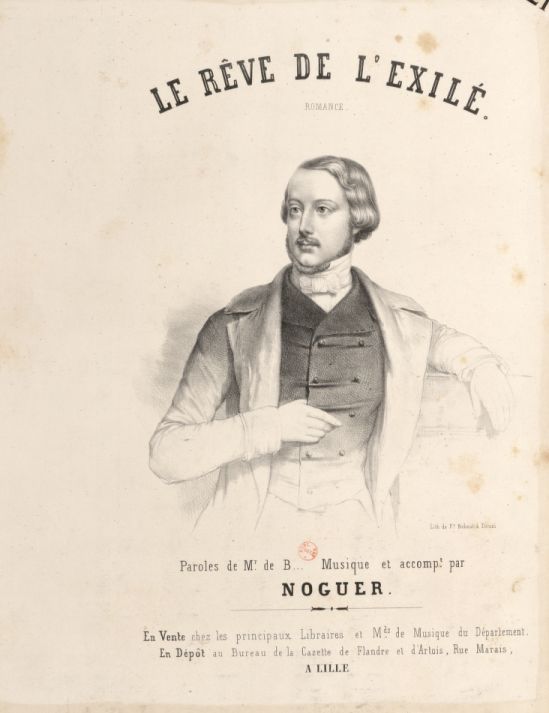 LE RÊVE DE L'EXILÉ.
ROMANCE.
Lith de F.
Paroles de Mr. de B... Musique et accompt. par
NOGUER.
En Vente chez les principaux Libraires et Mds de Musique du Département.
En Dépôt au Bureau de la Gazette de Flandre et d'Artois, Rue Marais,
A LILLE